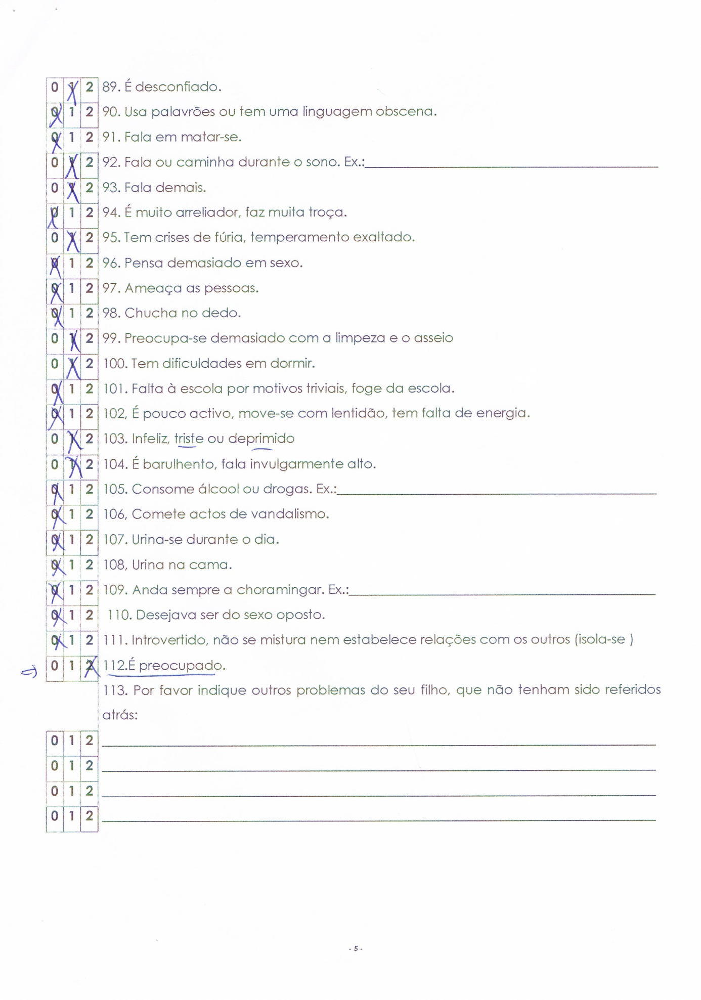 0 1 2 89. É desconfiado.
0 1 2 90. Usa palavrões ou tem uma linguagem obscena.
0 1 2 91. Fala em matar-se.
0 1 2 92. Fala ou caminha durante o sono. Ex.:
0 1 2 93. Fala demais.
0 1 2 94. É muito arreliador, faz muita troça.
0 1 2 95. Tem crises de fúria, temperamento exaltado.
0 1 2 96. Pensa demasiado em sexo.
0 1 2 97. Ameaça as pessoas.
0 1 2 98. Chucha no dedo.
0 1 2 99. Preocupa-se demasiado com a limpeza e o asseio
0 1 2 100. Tem dificuldades em dormir.
0 1 2 101. Falta à escola por motivos triviais, foge da escola.
0 1 2 102, É pouco activo, move-se com lentidão, tem falta de energia.
0 1 2 103. Infeliz, triste ou deprimido
0 1 2 104. É barulhento, fala invulgarmente alto.
0 1 2 105. Consome álcool ou drogas. Ex.:
0 1 2 106, Comete actos de vandalismo.
0 1 2 107. Urina-se durante o dia.
0 1 2 108, Urina na cama.
0 1 2 109. Anda sempre a choramingar. Ex.:
0 1 2 110. Desejava ser do sexo oposto.
0 1 2 111. Introvertido, não se mistura nem estabelece relações com os outros (isola-se )
0 1 2 112.É preocupado.
113. Por favor indique outros problemas do seu filho, que não tenham sido referidos
atrás:
0 1 2
0 1 2
0 1 2
0 1 2
- 5 -